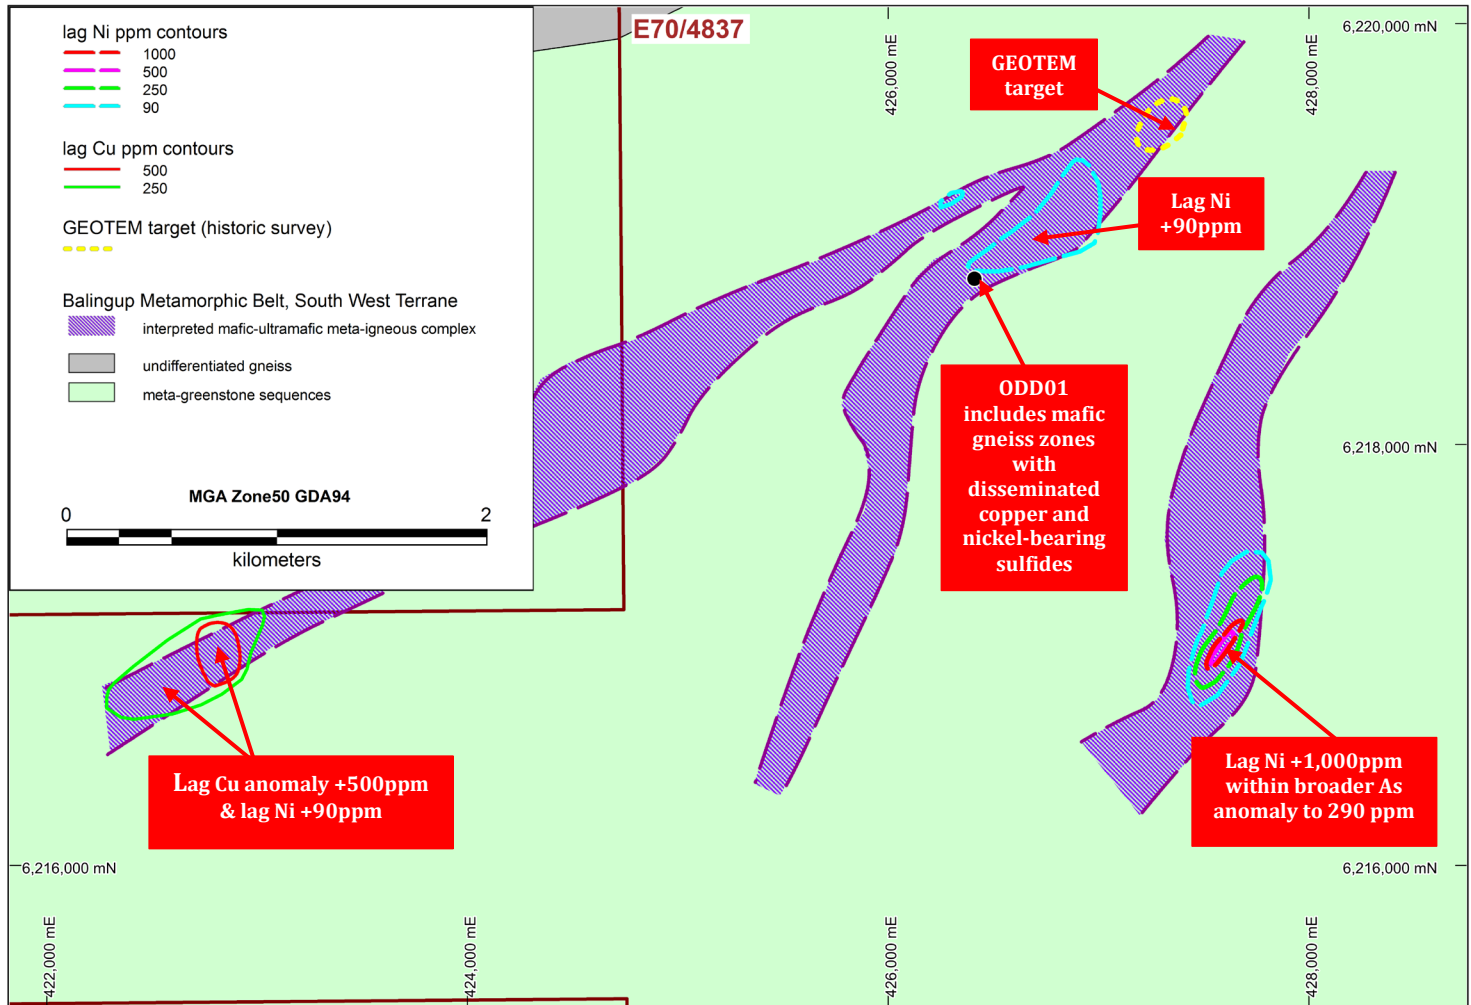 lag Ni ppm contours
1000
500
250
90
lag Cu ppm contours
500
250
GEOTEM target (historic survey)
Balingup Metamorphic Belt, South West Terrane
interpreted mafic-ultramafic meta-igneous complex
undifferentiated gneiss
meta-greenstone sequences
MGA Zone50 GDA94
0
2
kilometers
E70/4837
426,000 mE
428,000 mE
6,220,000 mN
GEOTEM
target
Lag Ni
+90ppm
ODD01
includes mafic
gneiss zones
with
disseminated
copper and
nickel-bearing
sulfides
6,218,000 mN
Lag Cu anomaly +500ppm
& lag Ni +90ppm
Lag Ni +1,000ppm
within broader As
anomaly to 290 ppm
6,216,000 mN
6,216,000 mN
422,000 mE
424,000 mE
426,000 mE
428,000 mE